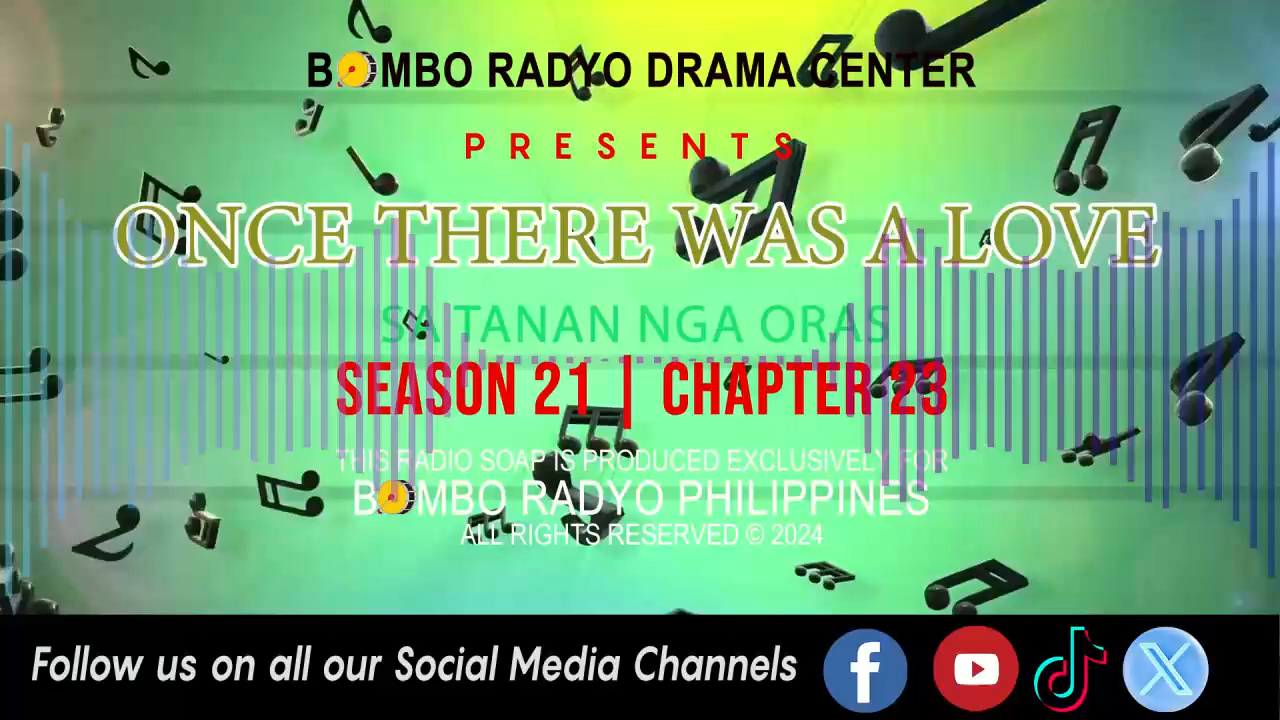 BOMBO RADYO DRAMA CENTER
PRESENTS
ONCE THERE WAS A LOVE
SA TANAN NGA ORAS
SEASON 21 | CHAPTER 23
THIS RADIO SOAP IS PRODUCED EXCLUSIVELY FOR
BOMBO RADYO PHILIPPINES
ALL RIGHTS RESERVED © 2024
Follow us on all our Social Media Channels